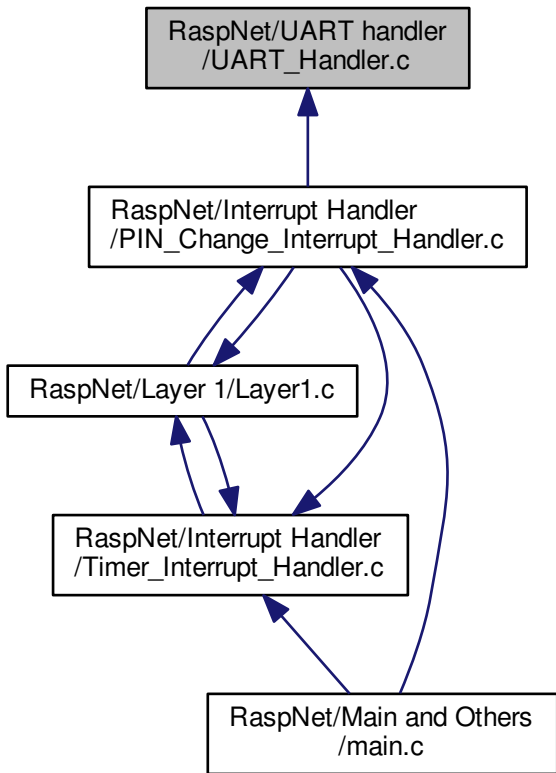 RaspNet/UART handler
/UART_Handler.c
RaspNet/Interrupt Handler
/PIN_Change_Interrupt_Handler.c
RaspNet/Layer 1/Layer1.c
RaspNet/Interrupt Handler
/Timer_Interrupt_Handler.c
RaspNet/Main and Others
/main.c